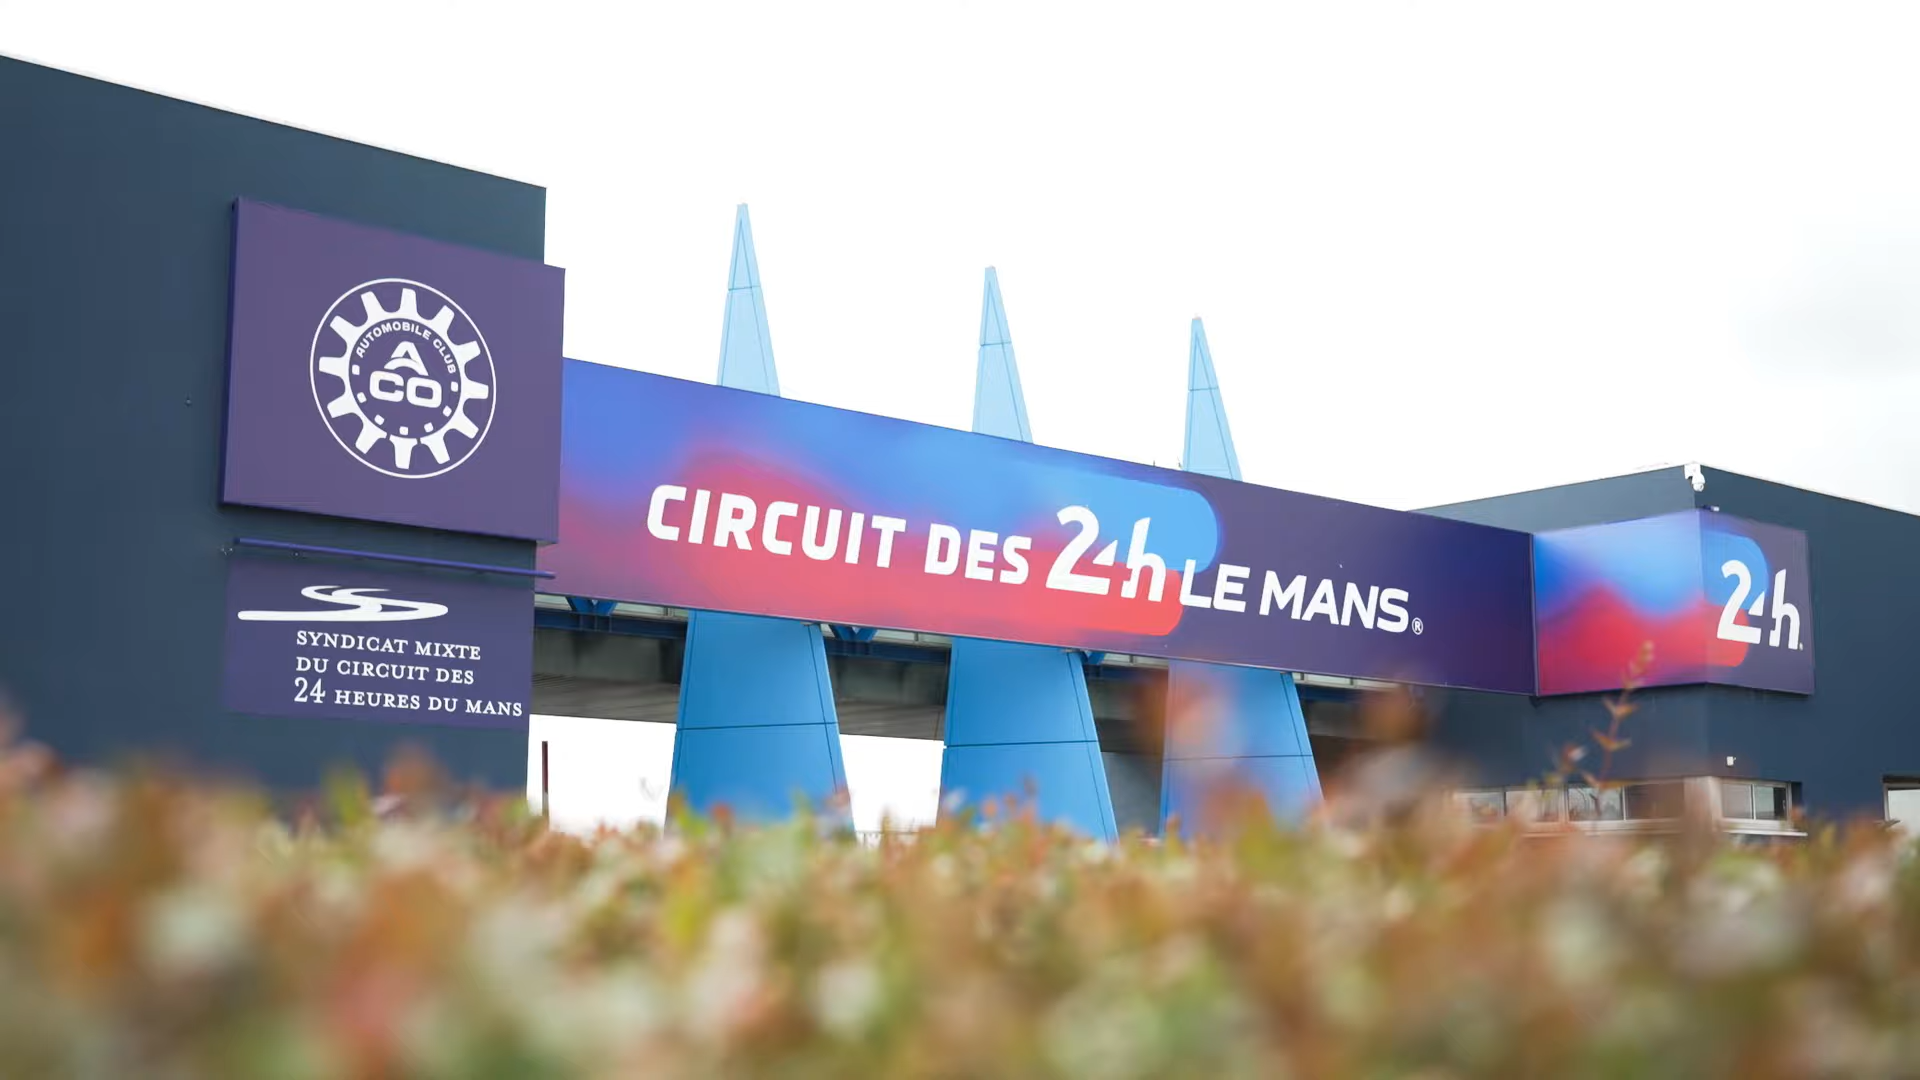 AUTOMOBILE CLUB
A
CO
SYNDICAT MIXTE
DU CIRCUIT DES
24 HEURES DU MANS
CIRCUIT DES 24h LE MANS®
24h